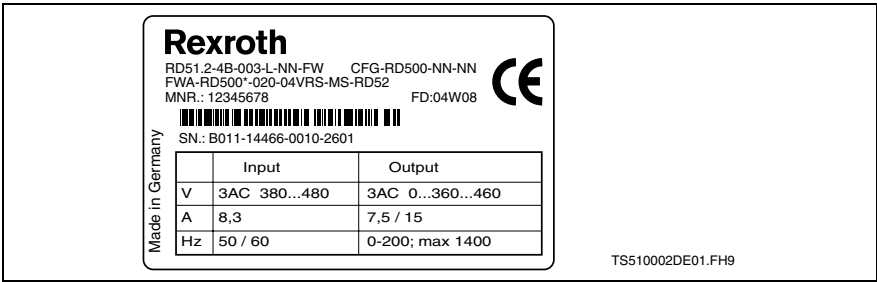 Rexroth
RD51.2-4B-003-L-NN-FW CFG-RD500-NN-NN
FWA-RD500*-020-04VRS-MS-RD52
MNR.: 12345678 FD:04W08
CE
SN.: B011-14466-0010-2601
Made in Germany
Input Output
V 3AC 380...480 3AC 0...360...460
A 8,3 7,5 / 15
Hz 50 / 60 0-200; max 1400
TS510002DE01.FH9